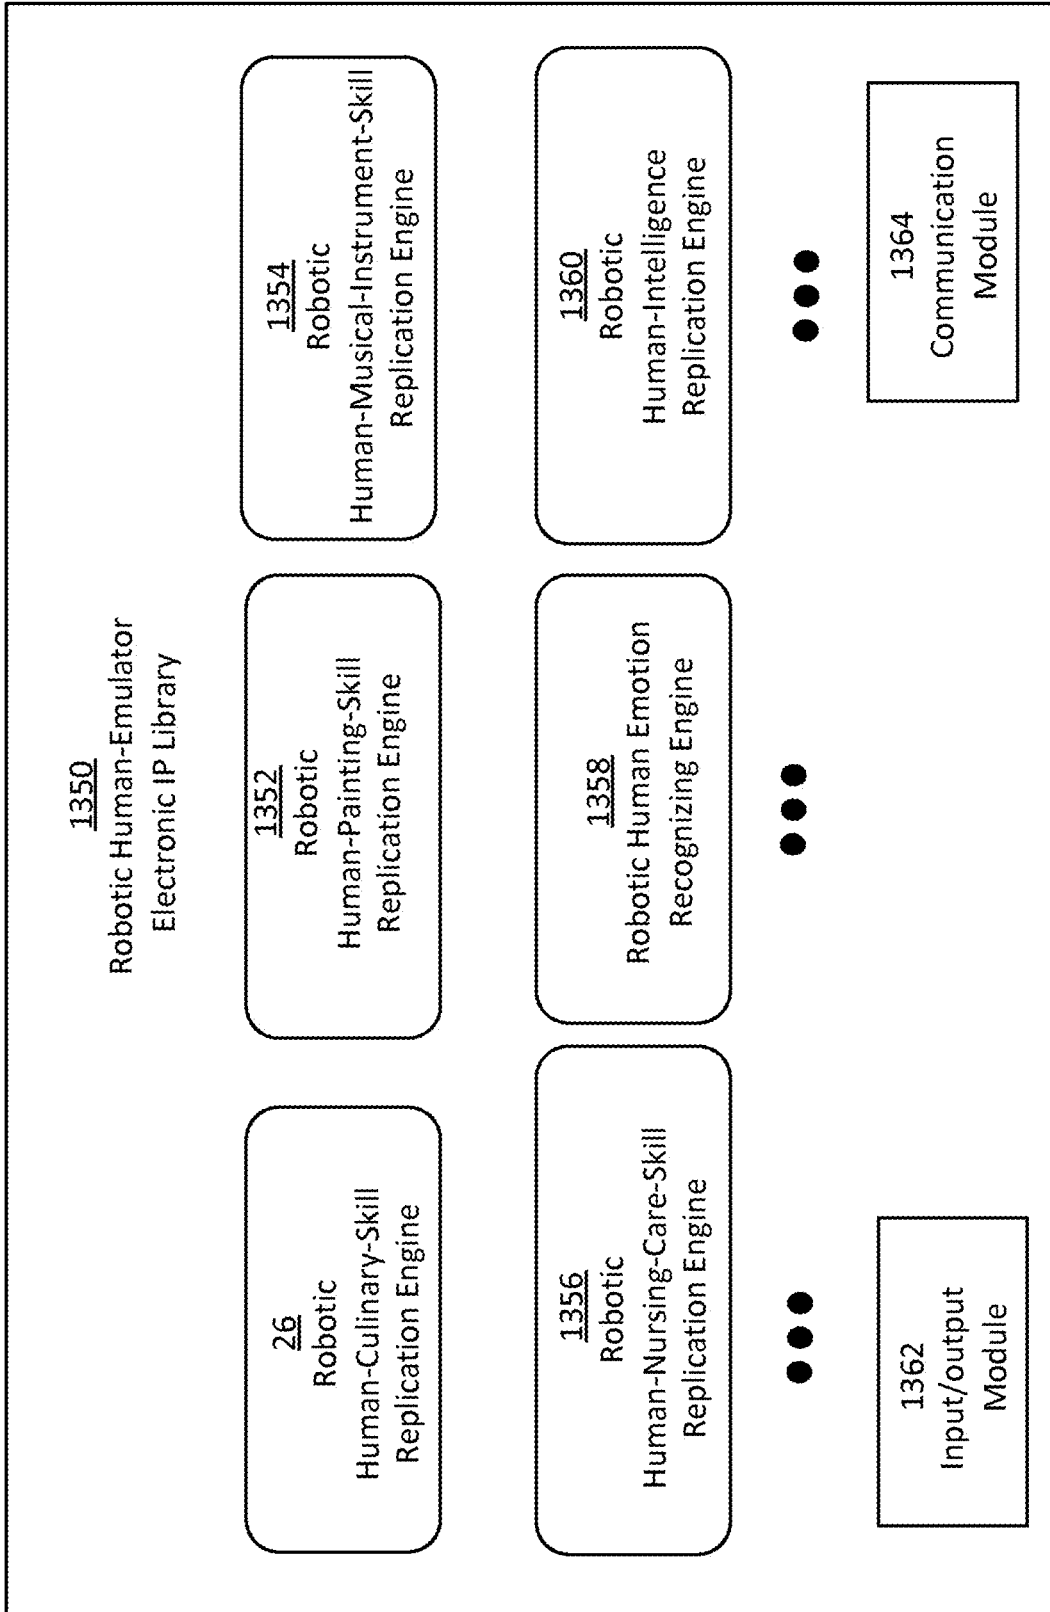 1350
Robotic Human-Emulator
Electronic IP Library
26
Robotic
Human-Culinary-Skill
Replication Engine
1352
Robotic
Human-Painting-Skill
Replication Engine
1354
Robotic
Human-Musical-Instrument-Skill
Replication Engine
1356
Robotic
Human-Nursing-Care-Skill
Replication Engine
1358
Robotic Human Emotion
Recognizing Engine
1360
Robotic
Human-Intelligence
Replication Engine
1362
Input/output
Module
1364
Communication
Module